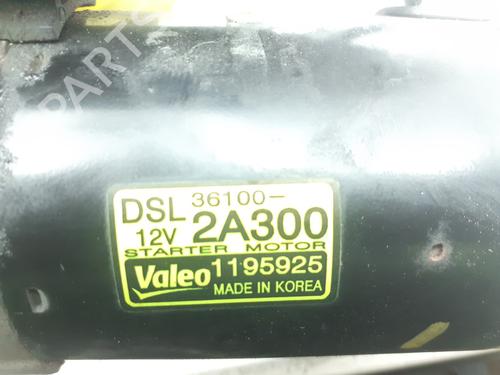 DSL 36100-
12V 2A300
STARTER MOTOR
Valeo 1195925
MADE IN KOREA